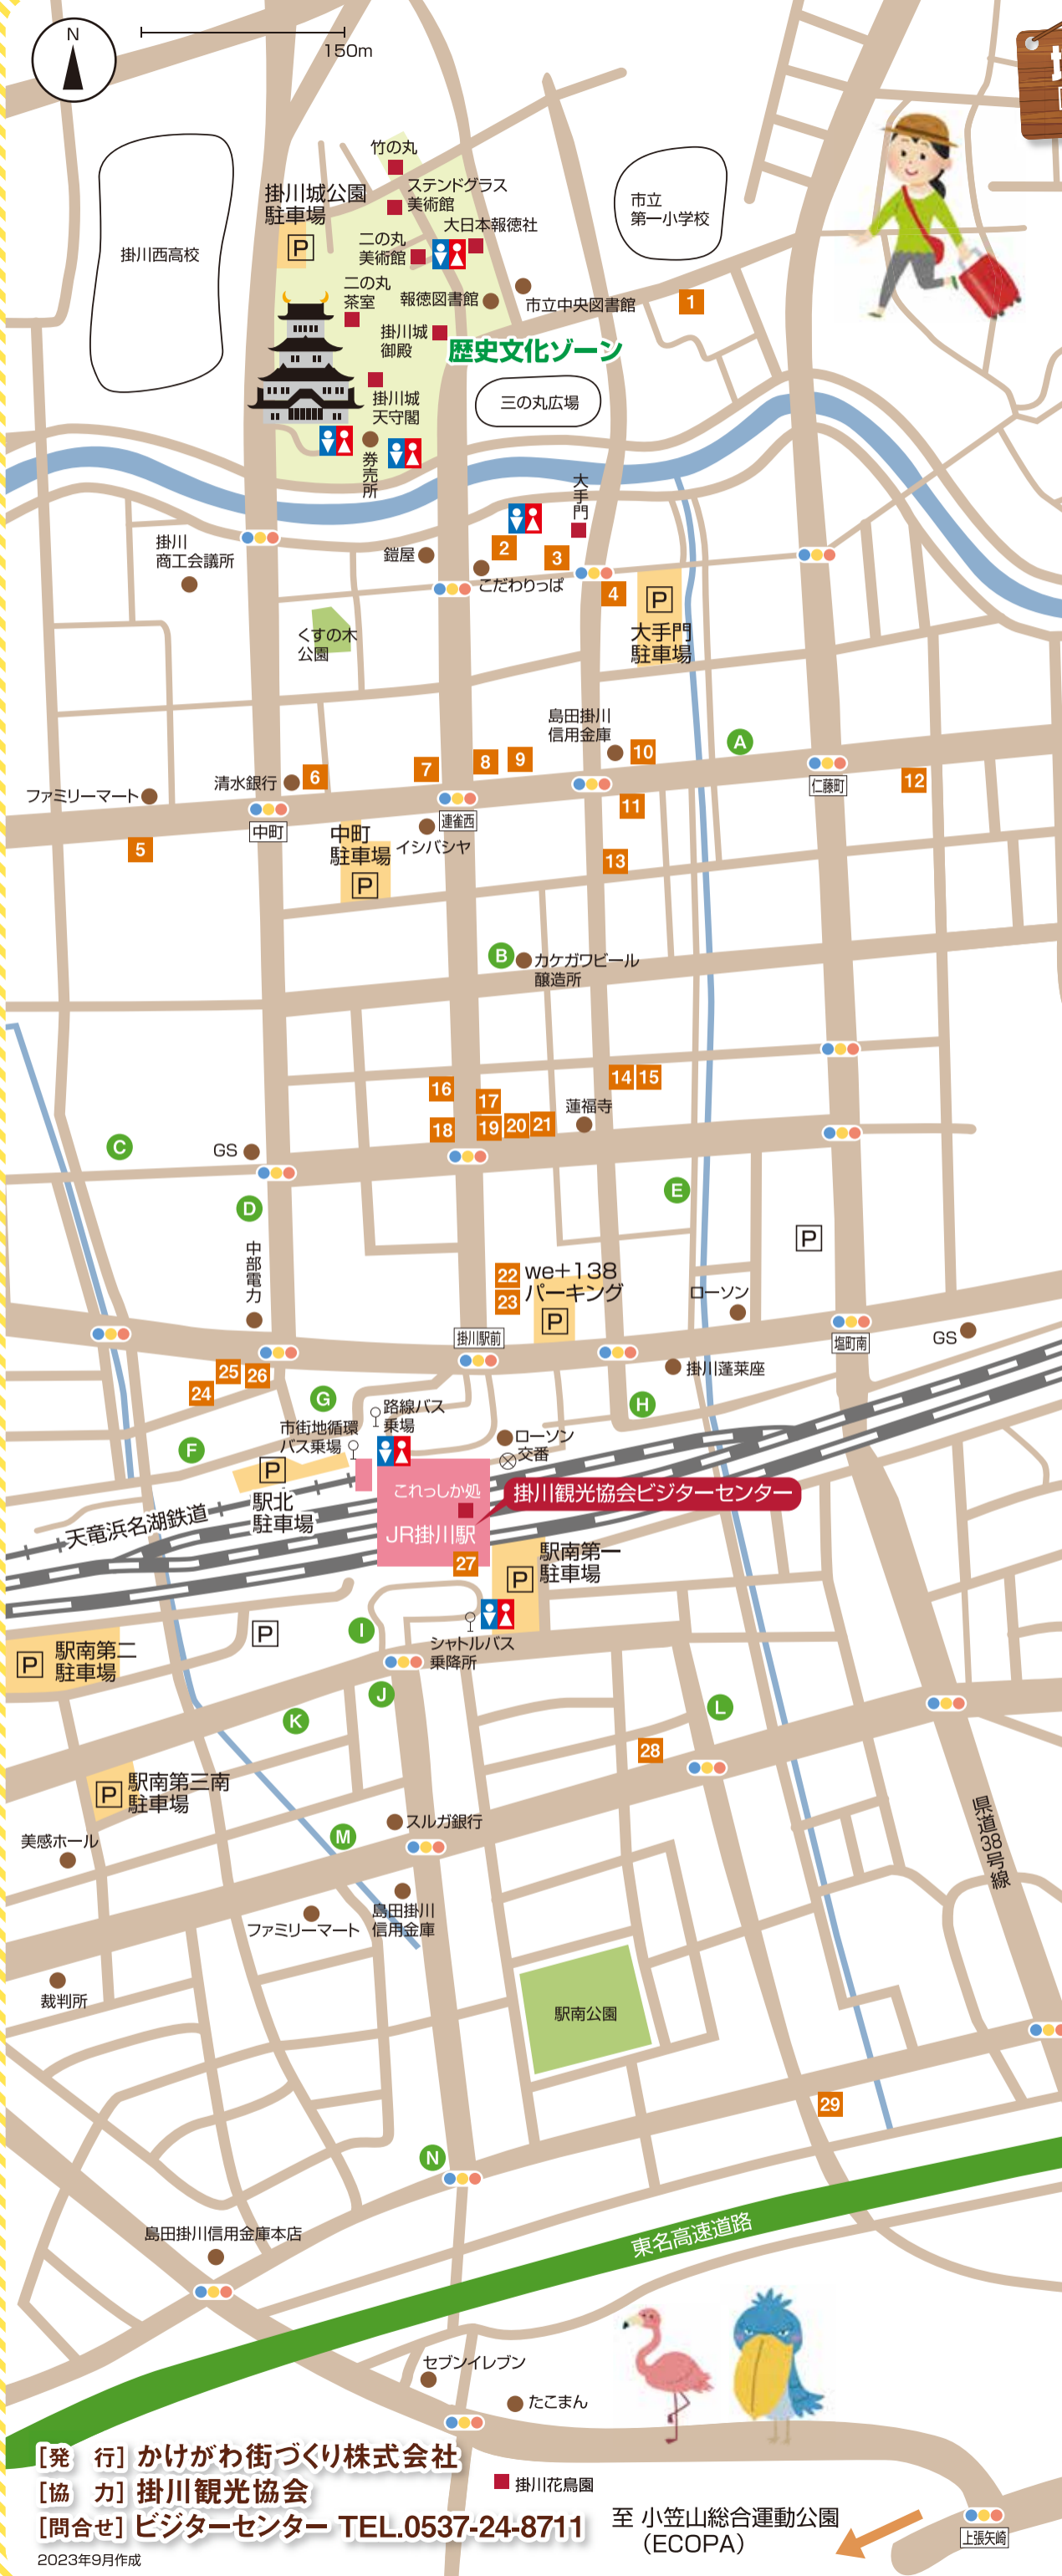 N
150m
竹の丸
掛川城公園
駐車場
P
ステンドグラス
美術館
大日本報徳社
市立
第一小学校
掛川西高校
二の丸
美術館
二の丸
茶室
報徳図書館
市立中央図書館
1
掛川城
御殿
歴史文化ゾーン
掛川城
天守閣
三の丸広場
券売所
大手門
掛川
商工会議所
鎧屋
2
3
こだわりっぱ
4
P
大手門
駐車場
くすの木
公園
島田掛川
信用金庫
10
A
7
8
9
清水銀行
6
ファミリーマート
仁藤町
12
中町
連雀西
11
5
中町
駐車場
P
イシバシヤ
13
B
カケガワビール
醸造所
14
15
16
17
18
19
20
21
蓮福寺
C
GS
D
E
中部電力
P
22
23
we+138
パーキング
P
ローソン
掛川駅前
塩町南
GS
掛川蓬莱座
25
26
24
G
H
路線バス
乗場
市街地循環
バス乗場
F
ローソン
交番
P
駅北
駐車場
天竜浜名湖鉄道
これっしか処
掛川観光協会ビジターセンター
JR掛川駅
27
駅南第一
駐車場
P
P
I
シャトルバス
乗降所
駅南第二
駐車場
P
J
K
L
28
P
駅南第三南
駐車場
県道38号線
スルガ銀行
M
美感ホール
島田掛川
信用金庫
ファミリーマート
裁判所
駅南公園
29
N
島田掛川信用金庫本店
東名高速道路
セブンイレブン
たこまん
[発 行] かけがわ街づくり株式会社
[協 力] 掛川観光協会
掛川花鳥園
[問合せ] ビジターセンター TEL.0537-24-8711
至 小笠山総合運動公園
(ECOPA)
上張矢崎
2023年9月作成